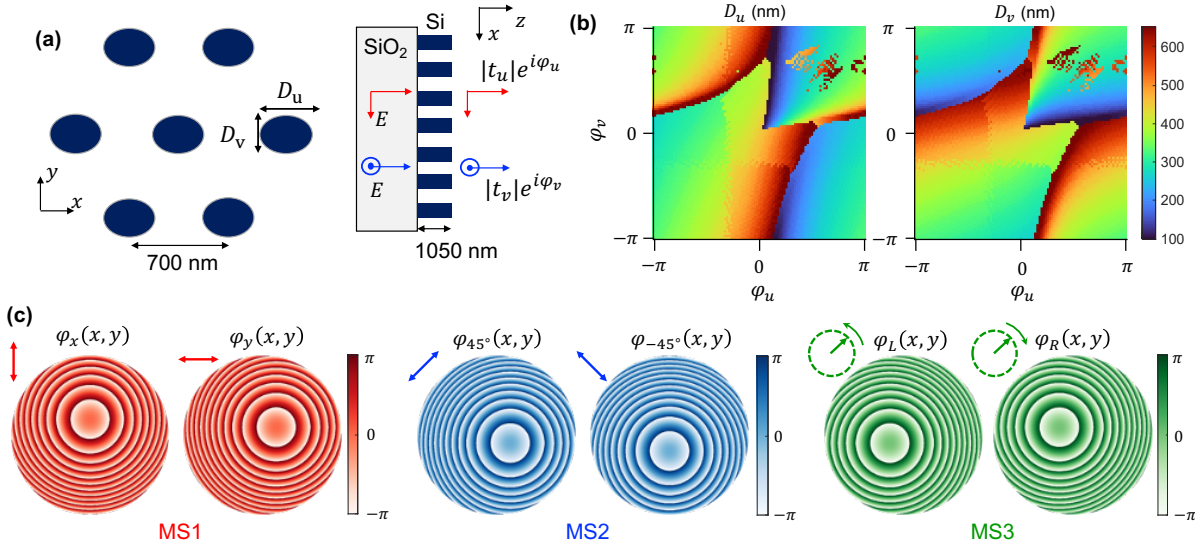 (a)
D_u
D_v
y
x
700 nm
SiO₂
Si
z
x
|t_u|e^{iφ_u}
E
E
|t_v|e^{iφ_v}
1050 nm
(b)
D_u (nm)
D_v (nm)
π
φ_v
0
−π
−π
0
π
φ_u
π
0
−π
−π
0
π
φ_u
600
500
400
300
200
100
(c)
φ_x(x, y)
φ_y(x, y)
π
0
−π
MS1
φ_{45°}(x, y)
φ_{−45°}(x, y)
π
0
−π
MS2
φ_L(x, y)
φ_R(x, y)
π
0
−π
MS3